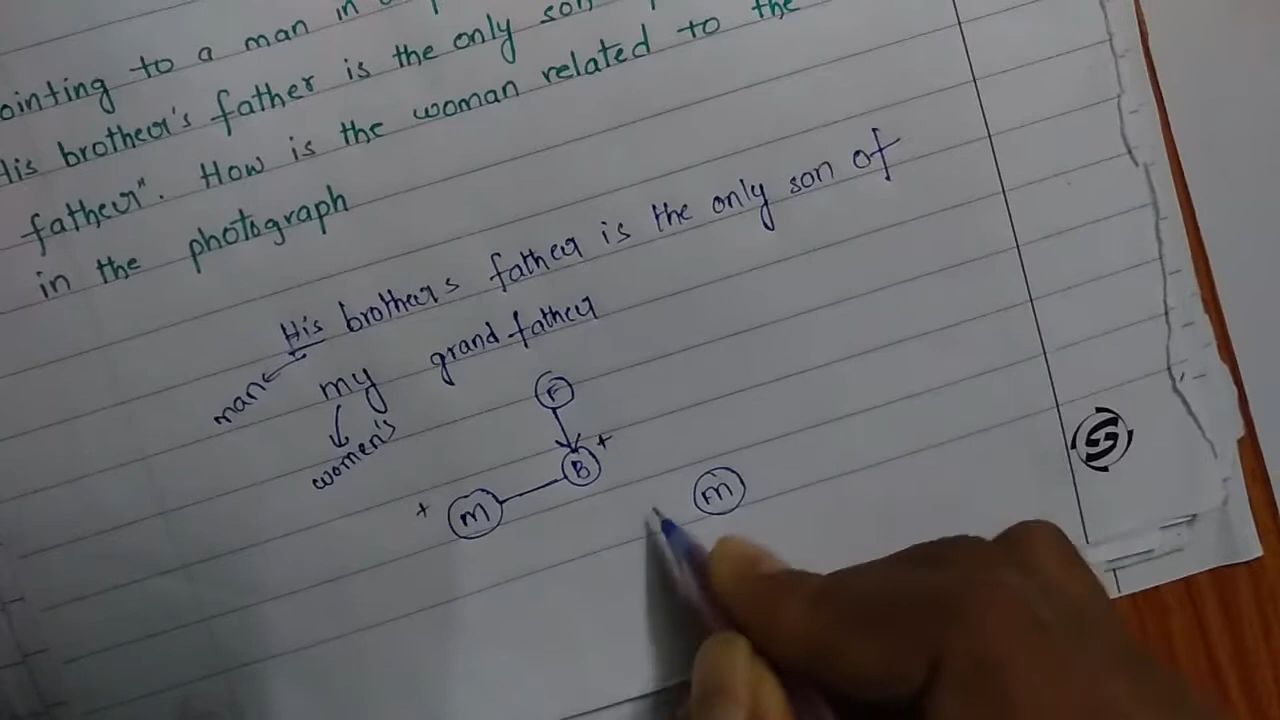 ointing to a man in
His brother's father is the only son
father". How is the woman related to the
in the photograph
His brothers father is the only son of
man my grand father
women's
F
B +
+ m m